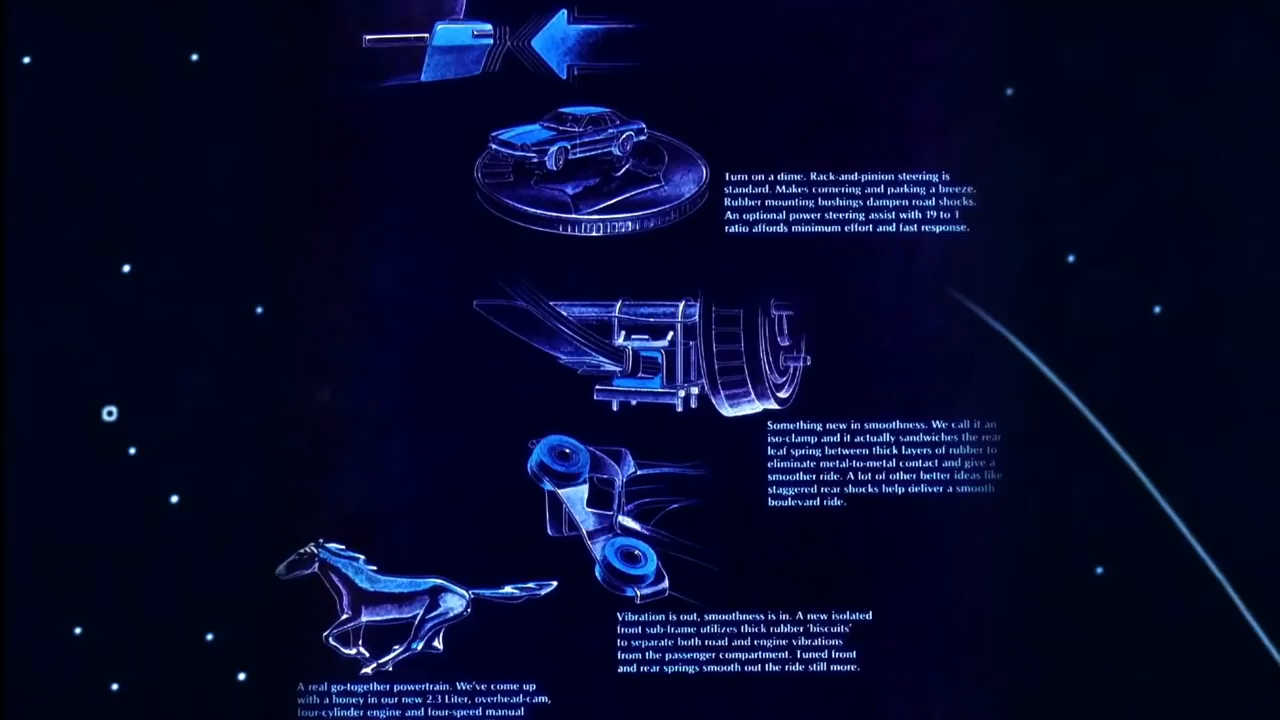 Turn on a dime. Rack-and-pinion steering is
standard. Makes cornering and parking a breeze.
Rubber mounting bushings dampen road shocks.
An optional power steering assist with 19 to 1
ratio affords minimum effort and fast response.
Something new in smoothness. We call it an
iso-clamp and it actually sandwiches the rear
leaf spring between thick layers of rubber to
eliminate metal-to-metal contact and give a
smoother ride. A lot of other better ideas like
staggered rear shocks help deliver a smooth
boulevard ride.
Vibration is out, smoothness is in. A new isolated
front sub-frame utilizes thick rubber 'biscuits'
to separate both road and engine vibrations
from the passenger compartment. Tuned front
and rear springs smooth out the ride still more.
A real go-together powertrain. We've come up
with a honey in our new 2.3 Liter, overhead-cam,
four-cylinder engine and four-speed manual